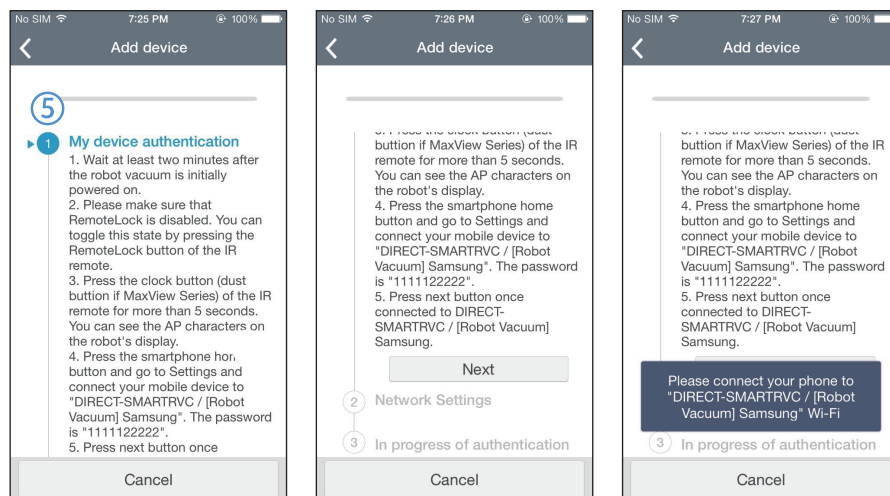 No SIM 7:25 PM 100%
Add device
5
1 My device authentication
1. Wait at least two minutes after
the robot vacuum is initially
powered on.
2. Please make sure that
RemoteLock is disabled. You can
toggle this state by pressing the
RemoteLock button of the IR
remote.
3. Press the clock button (dust
buttion if MaxView Series) of the IR
remote for more than 5 seconds.
You can see the AP characters on
the robot's display.
4. Press the smartphone
button and go to Settings and
connect your mobile device to
"DIRECT-SMARTRVC / [Robot
Vacuum] Samsung". The password
is "1111122222".
5. Press next button once
Cancel
No SIM 7:26 PM 100%
Add device
3. Press the clock button (dust
buttion if MaxView Series) of the IR
remote for more than 5 seconds.
You can see the AP characters on
the robot's display.
4. Press the smartphone home
button and go to Settings and
connect your mobile device to
"DIRECT-SMARTRVC / [Robot
Vacuum] Samsung". The password
is "1111122222".
5. Press next button once
connected to DIRECT-
SMARTRVC / [Robot Vacuum]
Samsung.
Next
2 Network Settings
3 In progress of authentication
Cancel
No SIM 7:27 PM 100%
Add device
3. Press the clock button (dust
buttion if MaxView Series) of the IR
remote for more than 5 seconds.
You can see the AP characters on
the robot's display.
4. Press the smartphone home
button and go to Settings and
connect your mobile device to
"DIRECT-SMARTRVC / [Robot
Vacuum] Samsung". The password
is "1111122222".
5. Press next button once
connected to DIRECT-
SMARTRVC / [Robot Vacuum]
Samsung.
Please connect your phone to
"DIRECT-SMARTRVC / [Robot
Vacuum] Samsung" Wi-Fi
3 In progress of authentication
Cancel